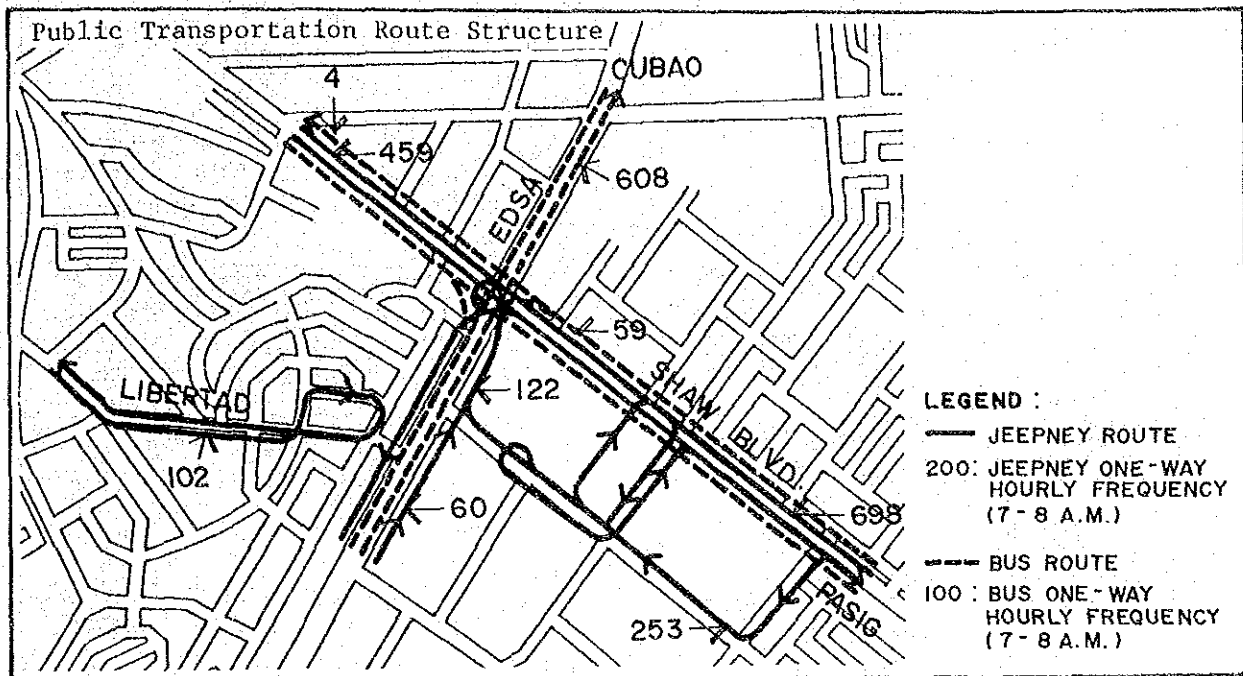 Public Transportation Route Structure
CUBAO
4
459
608
EDSA
59
SHAW BLVD.
LIBERTAD
122
102
60
698
PASIG
253
LEGEND :
JEEPNEY ROUTE
200: JEEPNEY ONE-WAY
HOURLY FREQUENCY
(7-8 A.M.)
BUS ROUTE
100 : BUS ONE-WAY
HOURLY FREQUENCY
(7-8 A.M.)